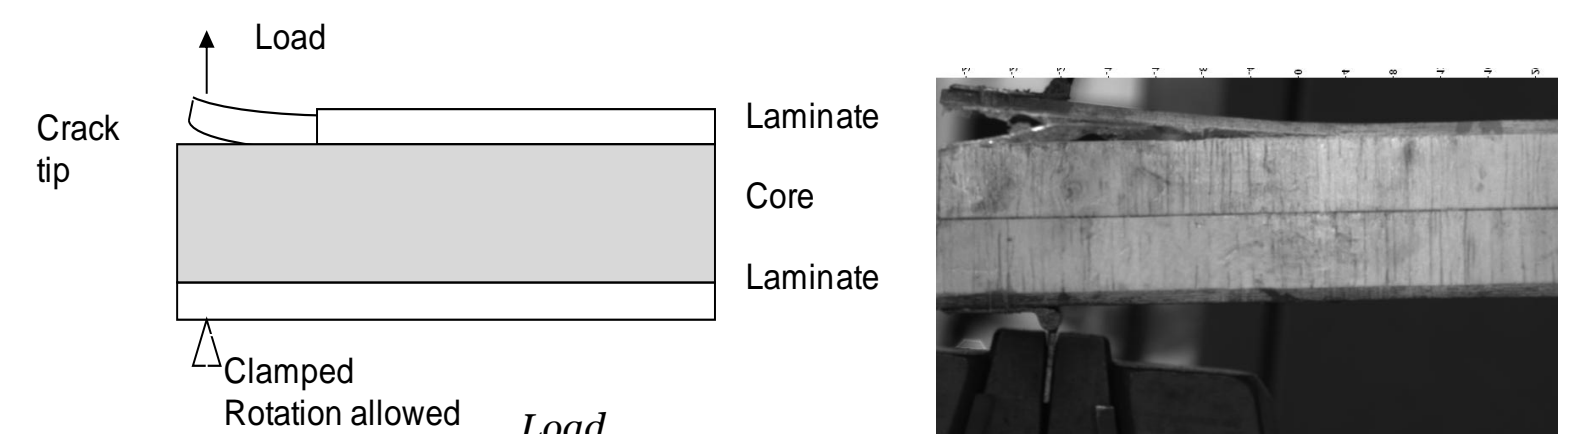 Load
Crack
tip
Laminate
Core
Laminate
Clamped
Rotation allowed
Load